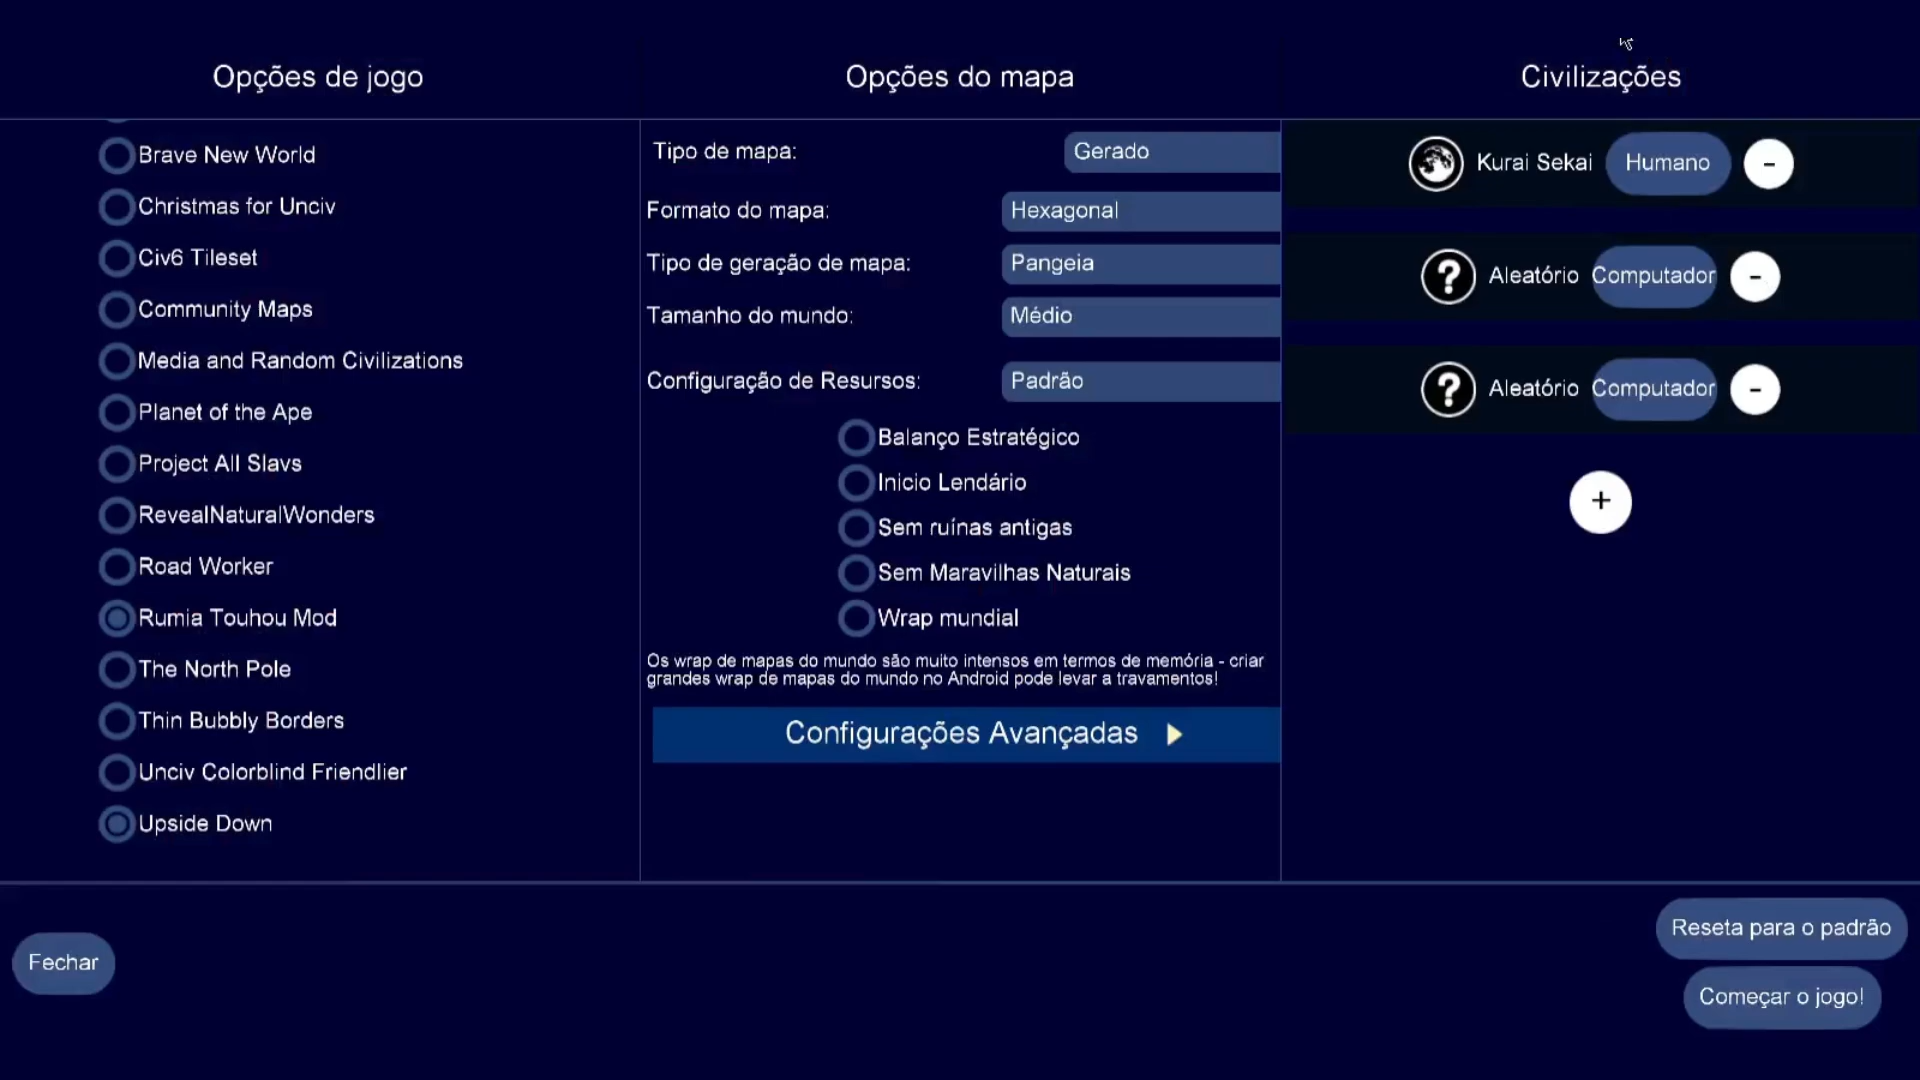 Opções de jogo
Brave New World
Christmas for Unciv
Civ6 Tileset
Community Maps
Media and Random Civilizations
Planet of the Ape
Project All Slavs
RevealNaturalWonders
Road Worker
Rumia Touhou Mod
The North Pole
Thin Bubbly Borders
Unciv Colorblind Friendlier
Upside Down
Opções do mapa
Tipo de mapa: Gerado
Formato do mapa: Hexagonal
Tipo de geração de mapa: Pangeia
Tamanho do mundo: Médio
Configuração de Resursos: Padrão
Balanço Estratégico
Inicio Lendário
Sem ruínas antigas
Sem Maravilhas Naturais
Wrap mundial
Os wrap de mapas do mundo são muito intensos em termos de memória - criar
grandes wrap de mapas do mundo no Android pode levar a travamentos!
Configurações Avançadas
Civilizações
Kurai Sekai Humano -
? Aleatório Computador -
? Aleatório Computador -
+
Fechar
Reseta para o padrão
Começar o jogo!